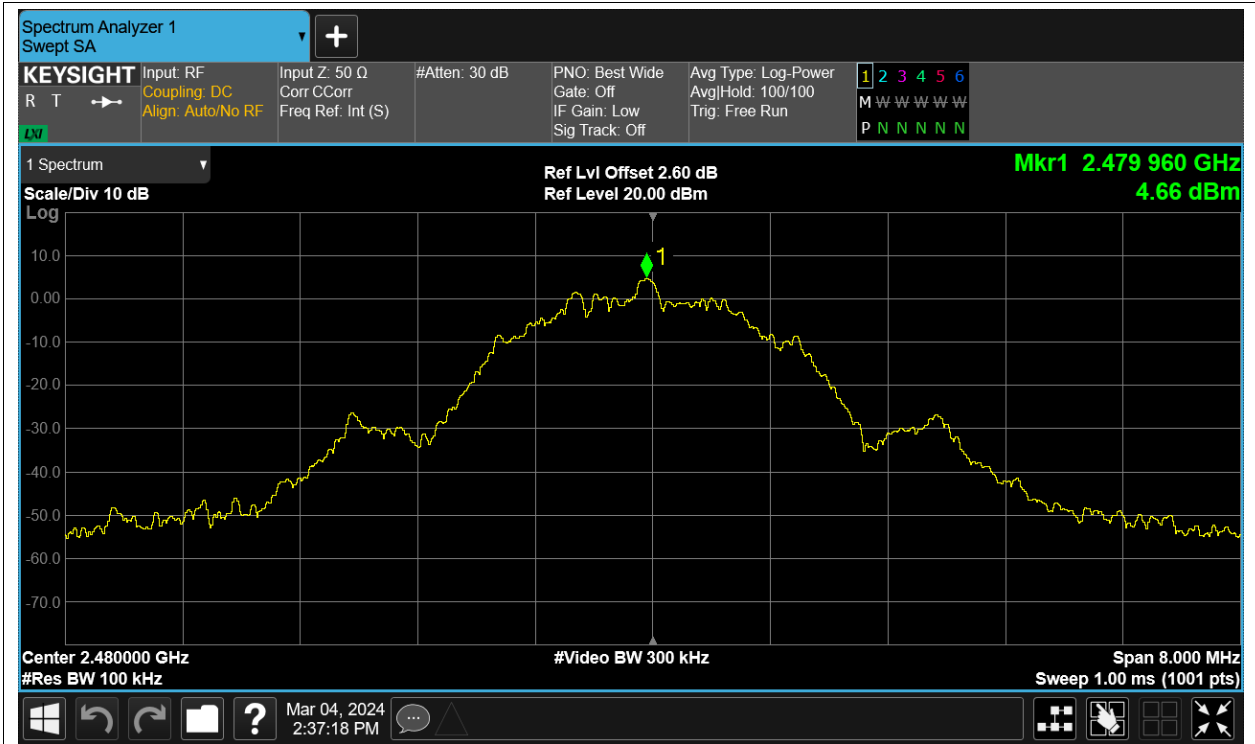 Spectrum Analyzer 1
Swept SA
KEYSIGHT
R T
LXI
Input: RF
Coupling: DC
Align: Auto/No RF
Input Z: 50 Ω
Corr CCorr
Freq Ref: Int (S)
#Atten: 30 dB
PNO: Best Wide
Gate: Off
IF Gain: Low
Sig Track: Off
Avg Type: Log-Power
Avg|Hold: 100/100
Trig: Free Run
1 2 3 4 5 6
M W W W W W
P N N N N N
1 Spectrum
Scale/Div 10 dB
Log
Ref Lvl Offset 2.60 dB
Ref Level 20.00 dBm
Mkr1 2.479 960 GHz
4.66 dBm
1
10.0
0.00
-10.0
-20.0
-30.0
-40.0
-50.0
-60.0
-70.0
Center 2.480000 GHz
#Res BW 100 kHz
#Video BW 300 kHz
Span 8.000 MHz
Sweep 1.00 ms (1001 pts)
?
Mar 04, 2024
2:37:18 PM